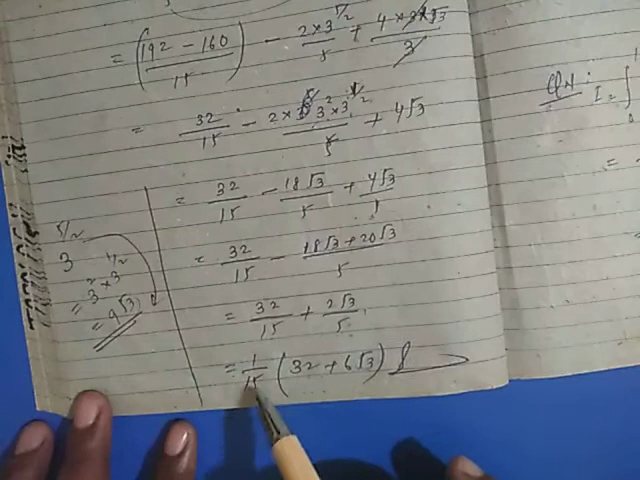 = (192 - 160 / 15) - 2 × 3^5/2 / 5 + 4 × 3√3 / 3
= 32/15 - 2 × 3^2 × 3^1/2 / 5 + 4√3
= 32/15 - 18√3/5 + 4√3/1
= 32/15 - 18√3 + 20√3 / 5
= 32/15 + 2√3/5
= 1/15 (32 + 6√3)
3^5/2
= 3^2 × 3^1/2
= 9√3
I = ∫
=